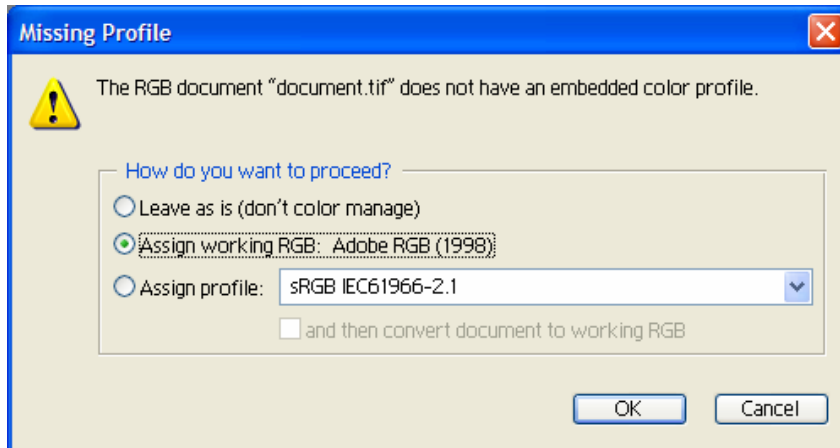 Missing Profile
The RGB document “document.tif” does not have an embedded color profile.
How do you want to proceed?
Leave as is (don't color manage)
Assign working RGB: Adobe RGB (1998)
Assign profile: sRGB IEC61966-2.1
and then convert document to working RGB
OK Cancel